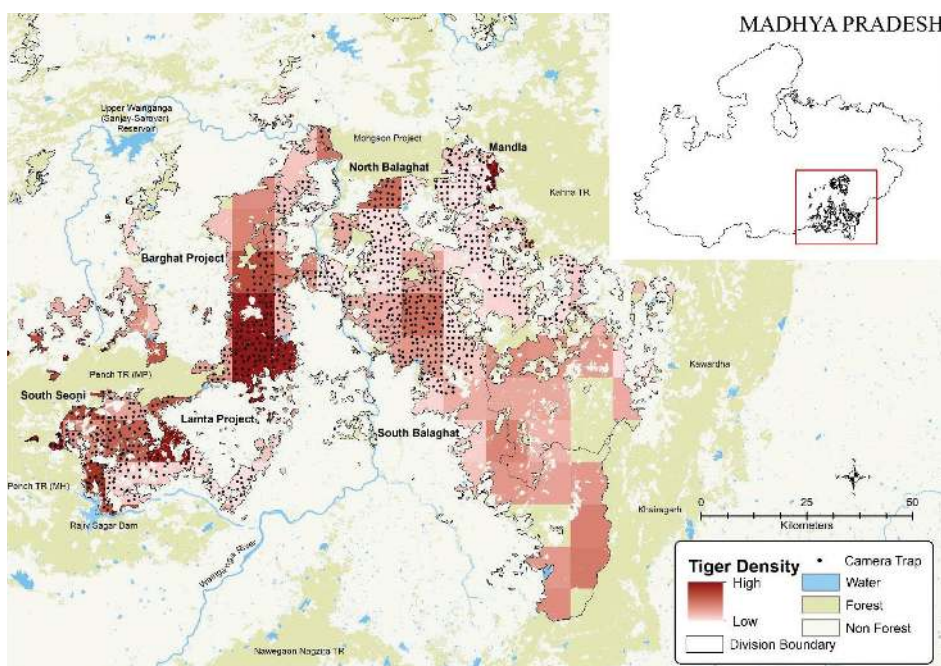 MADHYA PRADESH
Upper Wainganga
(Sanjay-Sarovar)
Reservoir
Mohgaon Project
Mandla
North Balaghat
Kanha TR
Barghat Project
Pench TR (MP)
Kawardha
South Seoni
Lamta Project
South Balaghat
Pench TR (MH)
Khairagarh
Rajiv Sagar Dam
Wainganga River
Nawegaon Nagzira TR
0 25 50
Kilometers
Tiger Density
High
Low
Division Boundary
Camera Trap
Water
Forest
Non Forest